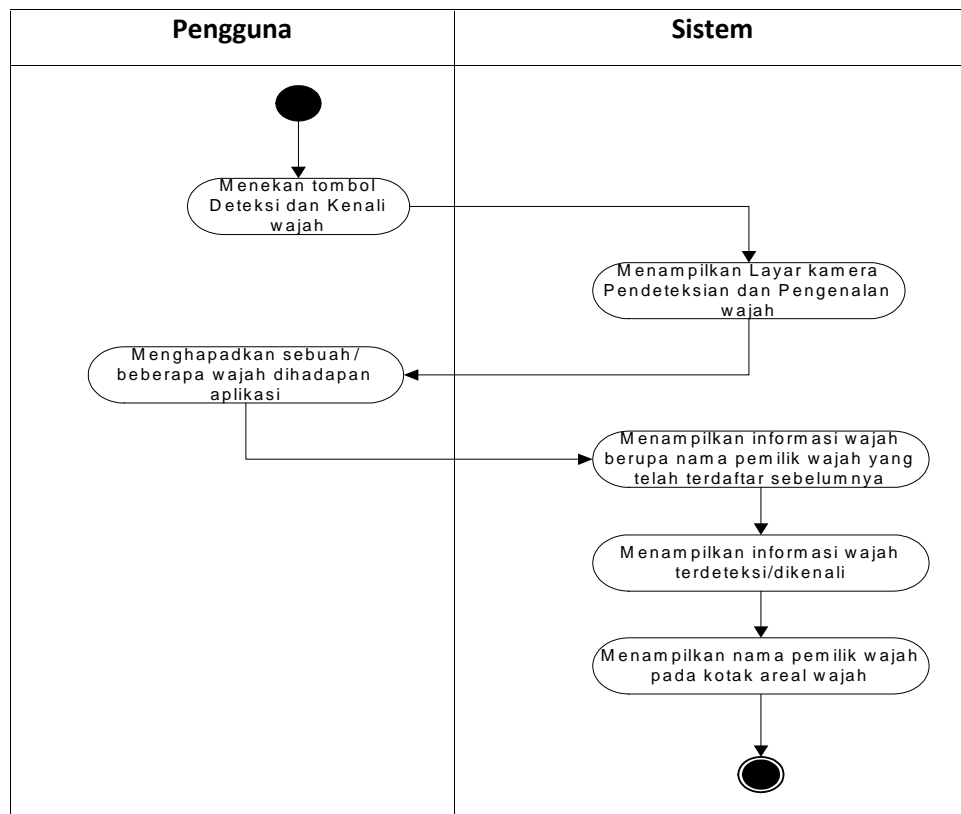 Pengguna
Sistem
Menekan tombol
Deteksi dan Kenali
wajah
Menampilkan Layar kamera
Pendeteksian dan Pengenalan
wajah
Menghapadkan sebuah/
beberapa wajah dihadapan
aplikasi
Menampilkan informasi wajah
berupa nama pemilik wajah yang
telah terdaftar sebelumnya
Menampilkan informasi wajah
terdeteksi/dikenali
Menampilkan nama pemilik wajah
pada kotak areal wajah